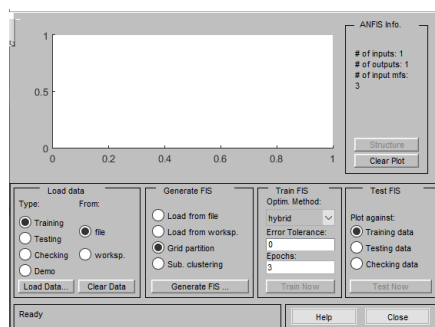 ANFIS Info.
# of inputs: 1
# of outputs: 1
# of input mfs:
3
Structure
Clear Plot
1
0.5
0
0 0.2 0.4 0.6 0.8 1
Load data
Type: From:
Training
Testing
Checking
Demo
file
worksp.
Load Data... Clear Data
Generate FIS
Load from file
Load from worksp.
Grid partition
Sub. clustering
Generate FIS ...
Train FIS
Optim. Method:
hybrid
Error Tolerance:
0
Epochs:
3
Train Now
Test FIS
Plot against:
Training data
Testing data
Checking data
Test Now
Ready
Help Close